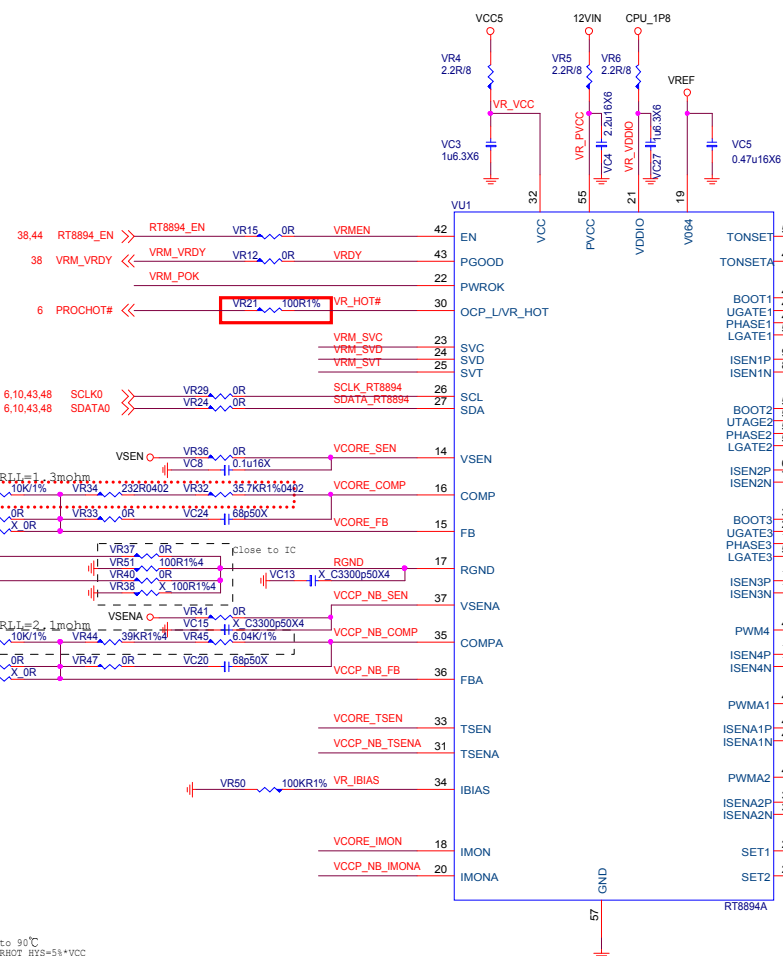 VCC5 12VIN CPU_1P8
VR4 2.2R/8 VR5 2.2R/8 VR6 2.2R/8 VREF
VR_VCC VR_PVCC VR_VDDIO
VC3 1u6.3X6 VC4 2.2u16X6 VC27 1u6.3X6 VC5 0.47u16X6
VU1 32 55 21 19
VCC PVCC VDDIO V064
38,44 RT8894_EN RT8894_EN VR15 0R VRMEN 42 EN TONSET
38 VRM_VRDY VRM_VRDY VR12 0R VRDY 43 PGOOD TONSETA
VRM_POK 22 PWROK
6 PROCHOT# VR21 100R1% VR_HOT# 30 OCP_L/VR_HOT
BOOT1
UGATE1
PHASE1
LGATE1
VRM_SVC 23 SVC
VRM_SVD 24 SVD
VRM_SVT 25 SVT
ISEN1P
ISEN1N
6,10,43,48 SCLK0 VR29 0R SCLK_RT8894 26 SCL
6,10,43,48 SDATA0 VR24 0R SDATA_RT8894 27 SDA
BOOT2
UTAGE2
PHASE2
LGATE2
VSEN VR36 0R VCORE_SEN 14 VSEN
VC8 0.1u16X
ISEN2P
ISEN2N
RLL=1.3mohm
10K/1% VR34 232R0402 VR32 35.7KR1%0402 VCORE_COMP 16 COMP
0R VR33 0R VC24 68p50X
X_0R VCORE_FB 15 FB
BOOT3
UGATE3
PHASE3
LGATE3
VR37 0R Close to IC
VR51 100R1%4 RGND 17 RGND
VR40 0R VC13 X_C3300p50X4
VR38 X_100R1%4
ISEN3P
ISEN3N
VCCP_NB_SEN 37 VSENA
VSENA VR41 0R
VC15 X_C3300p50X4
RLL=2.1mohm
10K/1% VR44 39KR1%4 VR45 6.04K/1% VCCP_NB_COMP 35 COMPA
PWM4
0R VR47 0R VC20 68p50X
X_0R VCCP_NB_FB 36 FBA
ISEN4P
ISEN4N
PWMA1
VCORE_TSEN 33 TSEN
VCCP_NB_TSENA 31 TSENA
ISENA1P
ISENA1N
VR50 100KR1% VR_IBIAS 34 IBIAS
PWMA2
ISENA2P
ISENA2N
VCORE_IMON 18 IMON SET1
VCCP_NB_IMONA 20 IMONA SET2
GND
57 RT8894A
to 90℃
RHOT HYS=5%*VCC